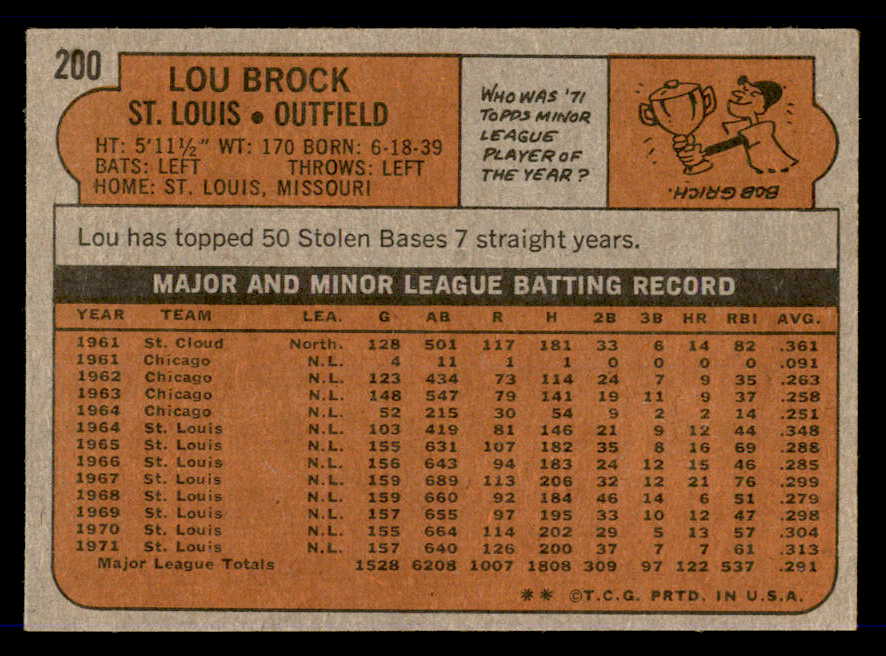 200
LOU BROCK
ST. LOUIS • OUTFIELD
HT: 5'11½" WT: 170 BORN: 6-18-39
BATS: LEFT THROWS: LEFT
HOME: ST. LOUIS, MISSOURI
WHO WAS '71
TOPPS MINOR
LEAGUE
PLAYER OF
THE YEAR?
BOB GRICH.
Lou has topped 50 Stolen Bases 7 straight years.
MAJOR AND MINOR LEAGUE BATTING RECORD
YEAR TEAM LEA. G AB R H 2B 3B HR RBI AVG.
1961 St. Cloud North. 128 501 117 181 33 6 14 82 .361
1961 Chicago N.L. 4 11 1 1 0 0 0 0 .091
1962 Chicago N.L. 123 434 73 114 24 7 9 35 .263
1963 Chicago N.L. 148 547 79 141 19 11 9 37 .258
1964 Chicago N.L. 52 215 30 54 9 2 2 14 .251
1964 St. Louis N.L. 103 419 81 146 21 9 12 44 .348
1965 St. Louis N.L. 155 631 107 182 35 8 16 69 .288
1966 St. Louis N.L. 156 643 94 183 24 12 15 46 .285
1967 St. Louis N.L. 159 689 113 206 32 12 21 76 .299
1968 St. Louis N.L. 159 660 92 184 46 14 6 51 .279
1969 St. Louis N.L. 157 655 97 195 33 10 12 47 .298
1970 St. Louis N.L. 155 664 114 202 29 5 13 57 .304
1971 St. Louis N.L. 157 640 126 200 37 7 7 61 .313
Major League Totals 1528 6208 1007 1808 309 97 122 537 .291
** ©T.C.G. PRTD. IN U.S.A.